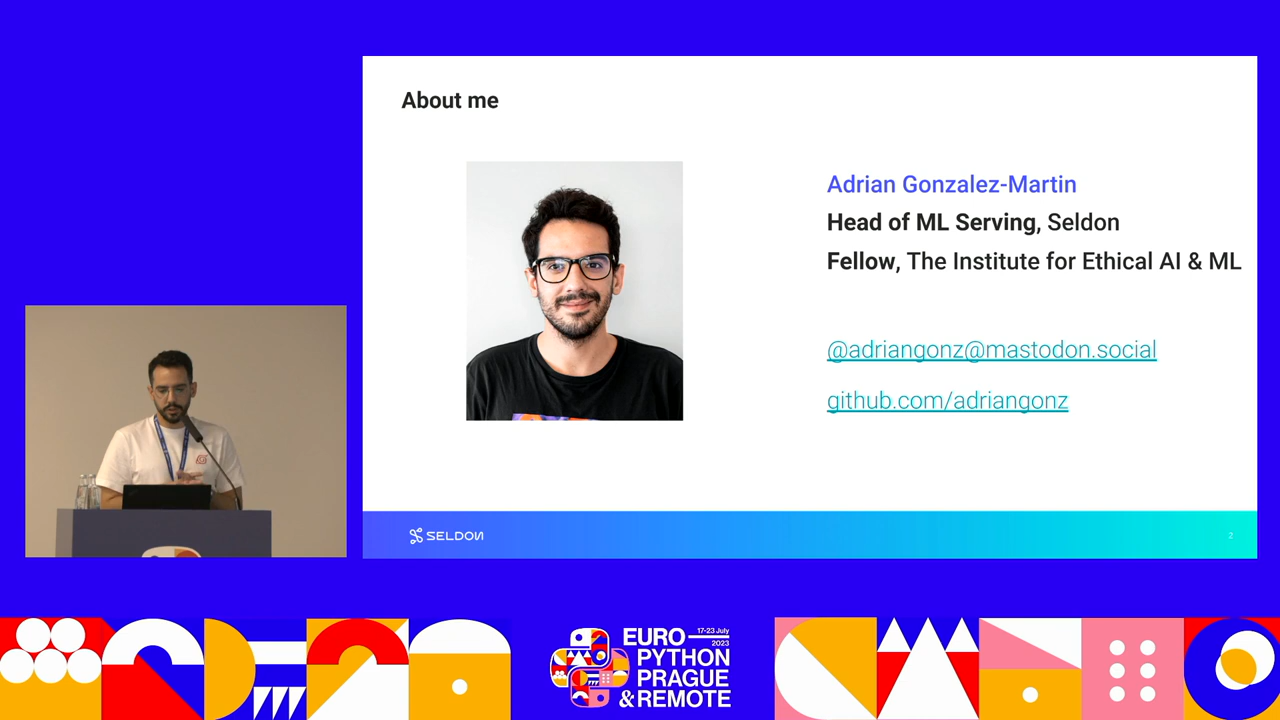 About me
Adrian Gonzalez-Martin
Head of ML Serving, Seldon
Fellow, The Institute for Ethical AI & ML
@adriangonz@mastodon.social
github.com/adriangonz
SELDON
2
EURO
17-23 July
2023
PYTHON
PRAGUE
& REMOTE